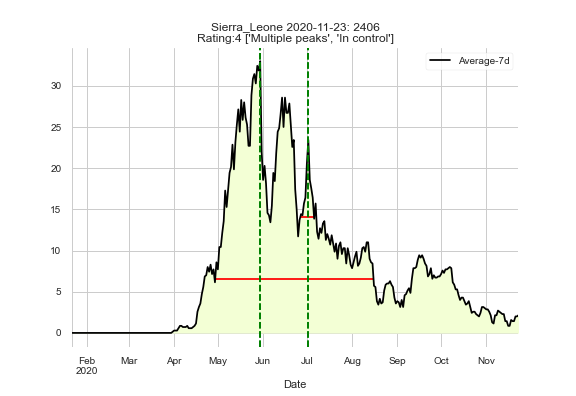 Sierra_Leone 2020-11-23: 2406
Rating:4 ['Multiple peaks', 'In control']
Average-7d
30
25
20
15
10
5
0
Feb Mar Apr May Jun Jul Aug Sep Oct Nov
2020
Date